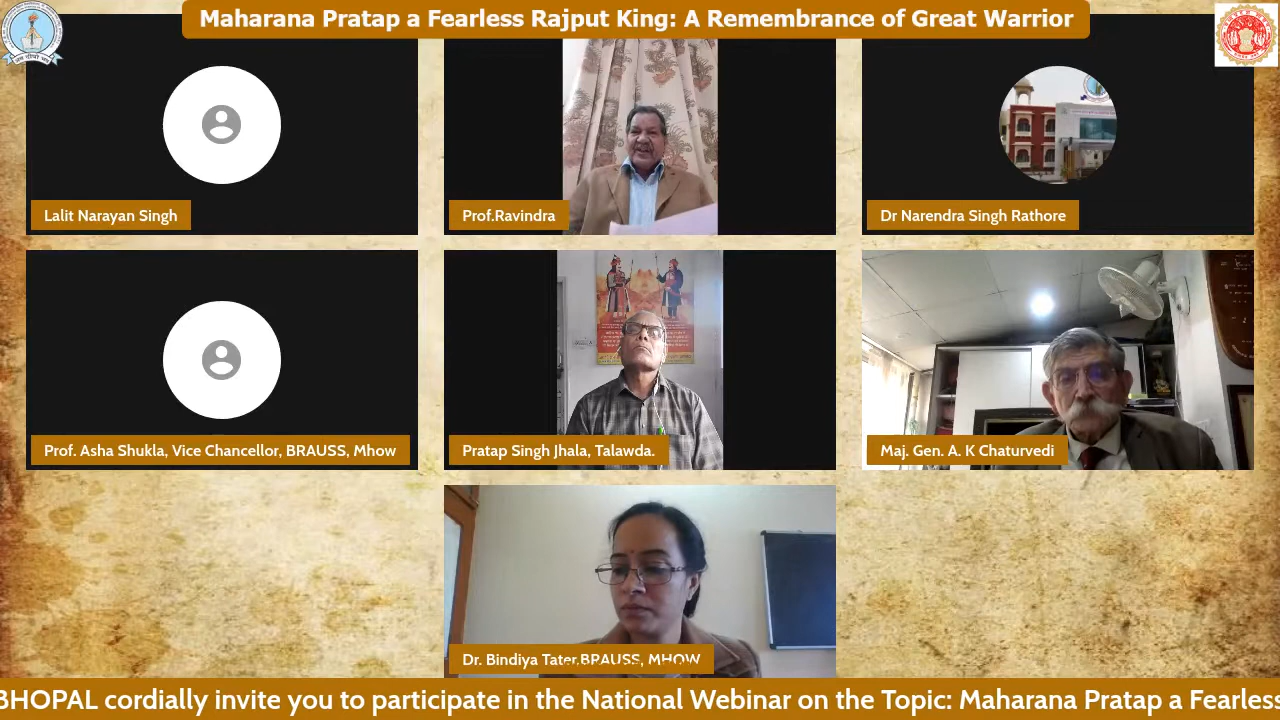 Maharana Pratap a Fearless Rajput King: A Remembrance of Great Warrior
Lalit Narayan Singh
Prof.Ravindra
Dr Narendra Singh Rathore
Prof. Asha Shukla, Vice Chancellor, BRAUSS, Mhow
Pratap Singh Jhala, Talawda.
Maj. Gen. A. K Chaturvedi
Dr. Bindiya Tater,BRAUSS, MHOW
BHOPAL cordially invite you to participate in the National Webinar on the Topic: Maharana Pratap a Fearless